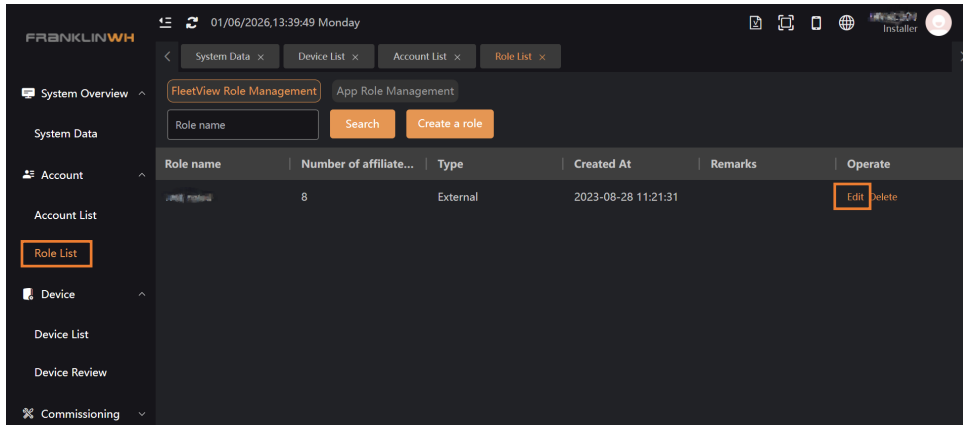 FRANKLINWH
01/06/2026,13:39:49 Monday
Installer
System Data × Device List × Account List × Role List ×
System Overview
System Data
Account
Account List
Role List
Device
Device List
Device Review
Commissioning
FleetView Role Management App Role Management
Role name Search Create a role
Role name Number of affiliate... Type Created At Remarks Operate
8 External 2023-08-28 11:21:31 Edit Delete